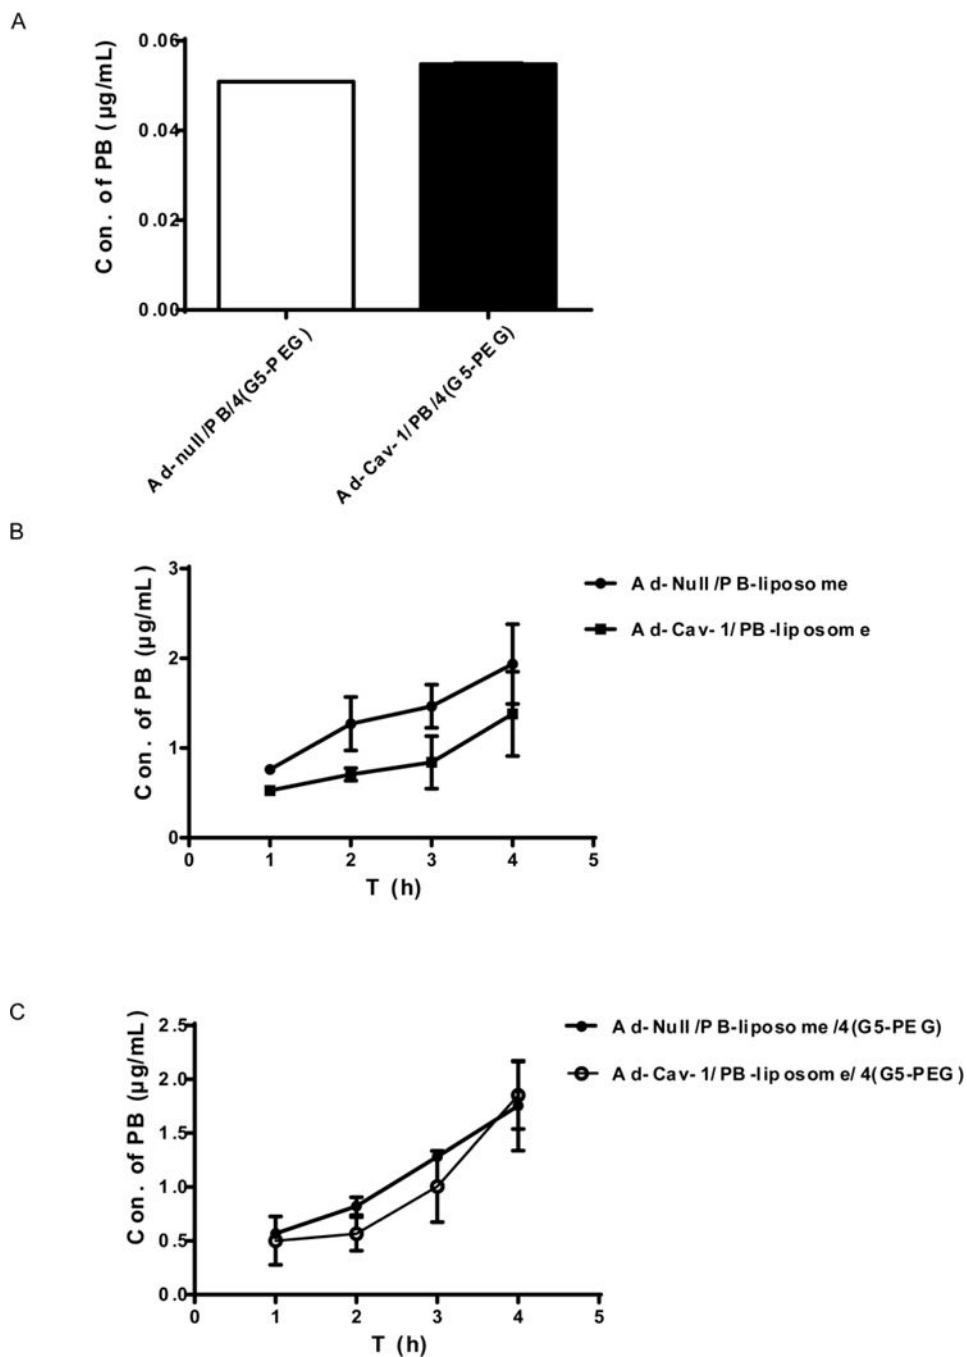 A
Con. of PB (µg/mL)
0.06
0.04
0.02
0.00
Ad-null/PB/4(G5-PEG)
Ad-Cav-1/PB/4(G5-PEG)
B
Con. of PB (µg/mL)
3
2
1
0
0 1 2 3 4 5
T (h)
Ad-Null/PB-liposome
Ad-Cav-1/PB-liposome
C
Con. of PB (µg/mL)
2.5
2.0
1.5
1.0
0.5
0.0
0 1 2 3 4 5
T (h)
Ad-Null/PB-liposome/4(G5-PEG)
Ad-Cav-1/PB-liposome/4(G5-PEG)